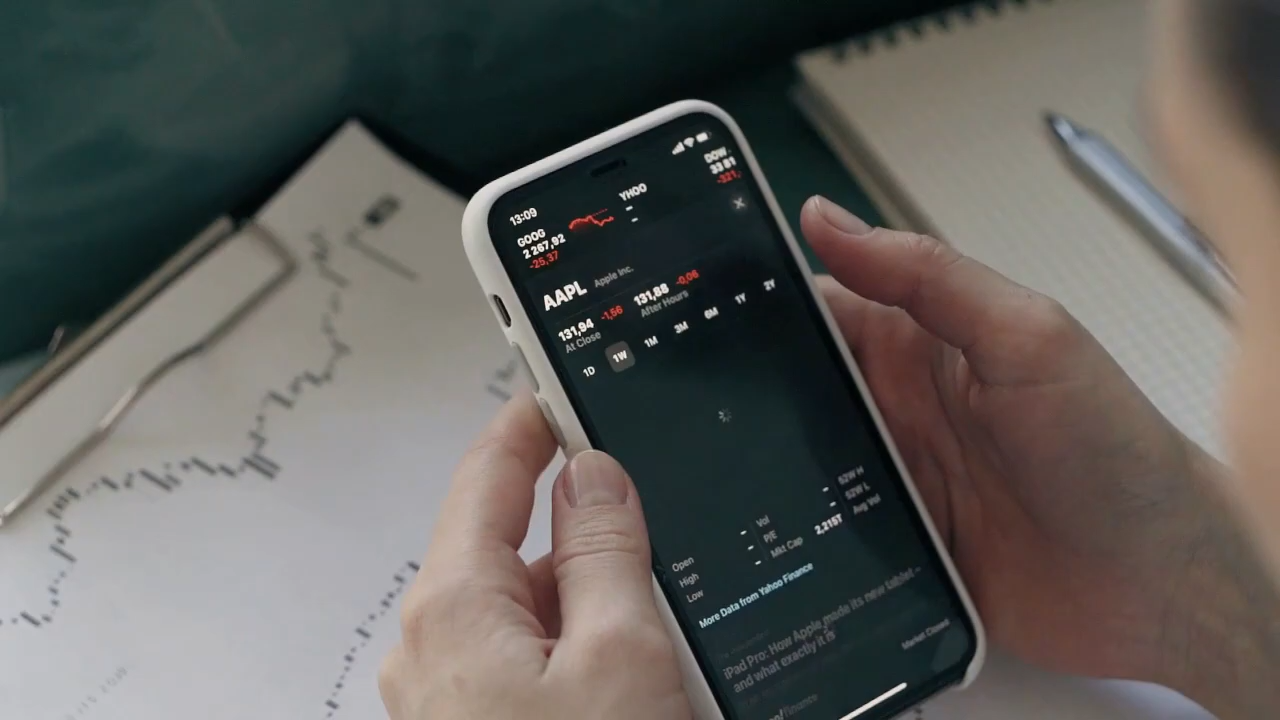 13:09
GOOG
2 267,92
-25,37
YHOO
-
-
DOW
-321,
AAPL Apple Inc.
131,94 -1,56 131,88 -0,06
At Close After Hours
1D 1W 1M 3M 6M 1Y 2Y
Open -
High -
Low -
Vol -
P/E -
Mkt Cap 2,215T
52W H
52W L
Avg Vol
More Data from Yahoo Finance
iPad Pro: How Apple made its new tablet –
and what exactly it is
Market Closed